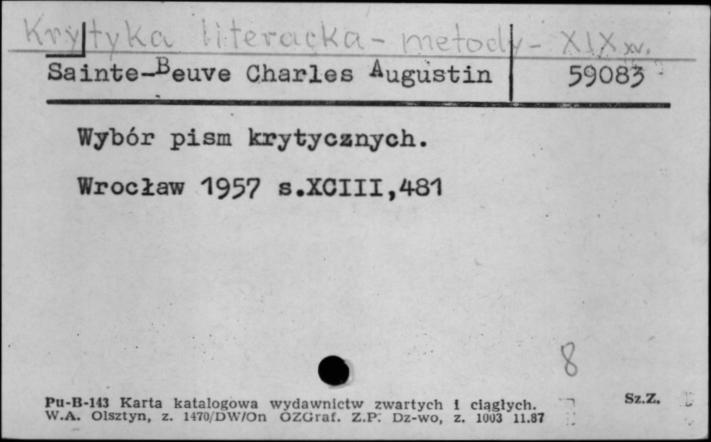 Krytyka literacka - metody - XIX w.
Sainte-Beuve Charles Augustin 59083
Wybór pism krytycznych.
Wrocław 1957 s.XCIII,481
8
Pu-B-143 Karta katalogowa wydawnictw zwartych i ciągłych. Sz.Z.
W.A. Olsztyn, z. 1470/DW/On OZGraf. Z.P. Dz-wo, z. 1003 11.87